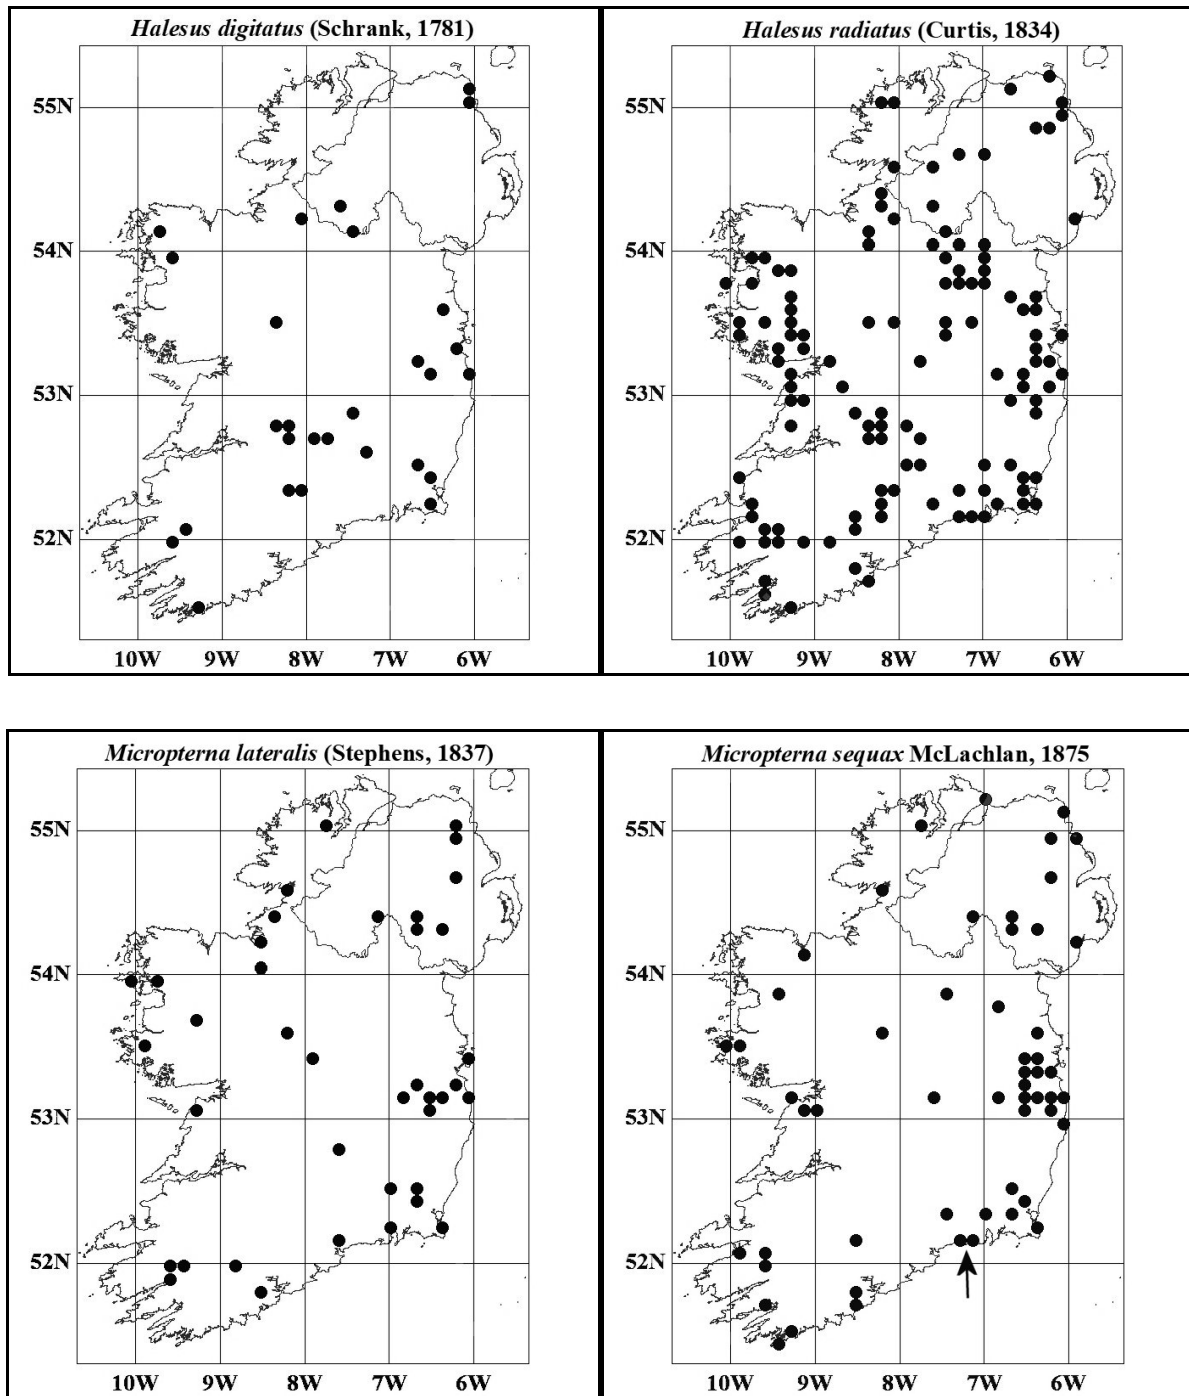 Halesus digitatus (Schrank, 1781)
55N
54N
53N
52N
10W 9W 8W 7W 6W
Halesus radiatus (Curtis, 1834)
55N
54N
53N
52N
10W 9W 8W 7W 6W
Micropterna lateralis (Stephens, 1837)
55N
54N
53N
52N
10W 9W 8W 7W 6W
Micropterna sequax McLachlan, 1875
55N
54N
53N
52N
10W 9W 8W 7W 6W